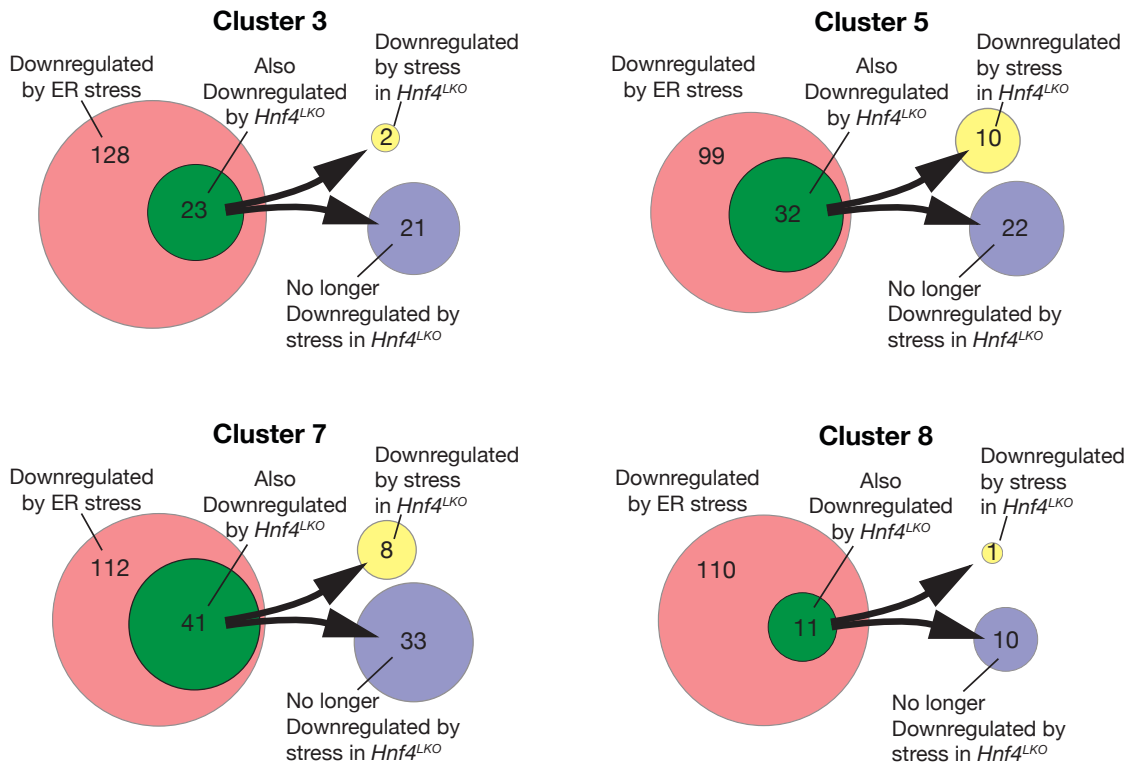 Cluster 3
Downregulated
by ER stress
Also
Downregulated
by Hnf4LKO
Downregulated
by stress
in Hnf4LKO
128
23
2
21
No longer
Downregulated by
stress in Hnf4LKO
Cluster 5
Downregulated
by ER stress
Also
Downregulated
by Hnf4LKO
Downregulated
by stress
in Hnf4LKO
99
32
10
22
No longer
Downregulated by
stress in Hnf4LKO
Cluster 7
Downregulated
by ER stress
Also
Downregulated
by Hnf4LKO
Downregulated
by stress
in Hnf4LKO
112
41
8
33
No longer
Downregulated by
stress in Hnf4LKO
Cluster 8
Downregulated
by ER stress
Also
Downregulated
by Hnf4LKO
Downregulated
by stress
in Hnf4LKO
110
11
1
10
No longer
Downregulated by
stress in Hnf4LKO